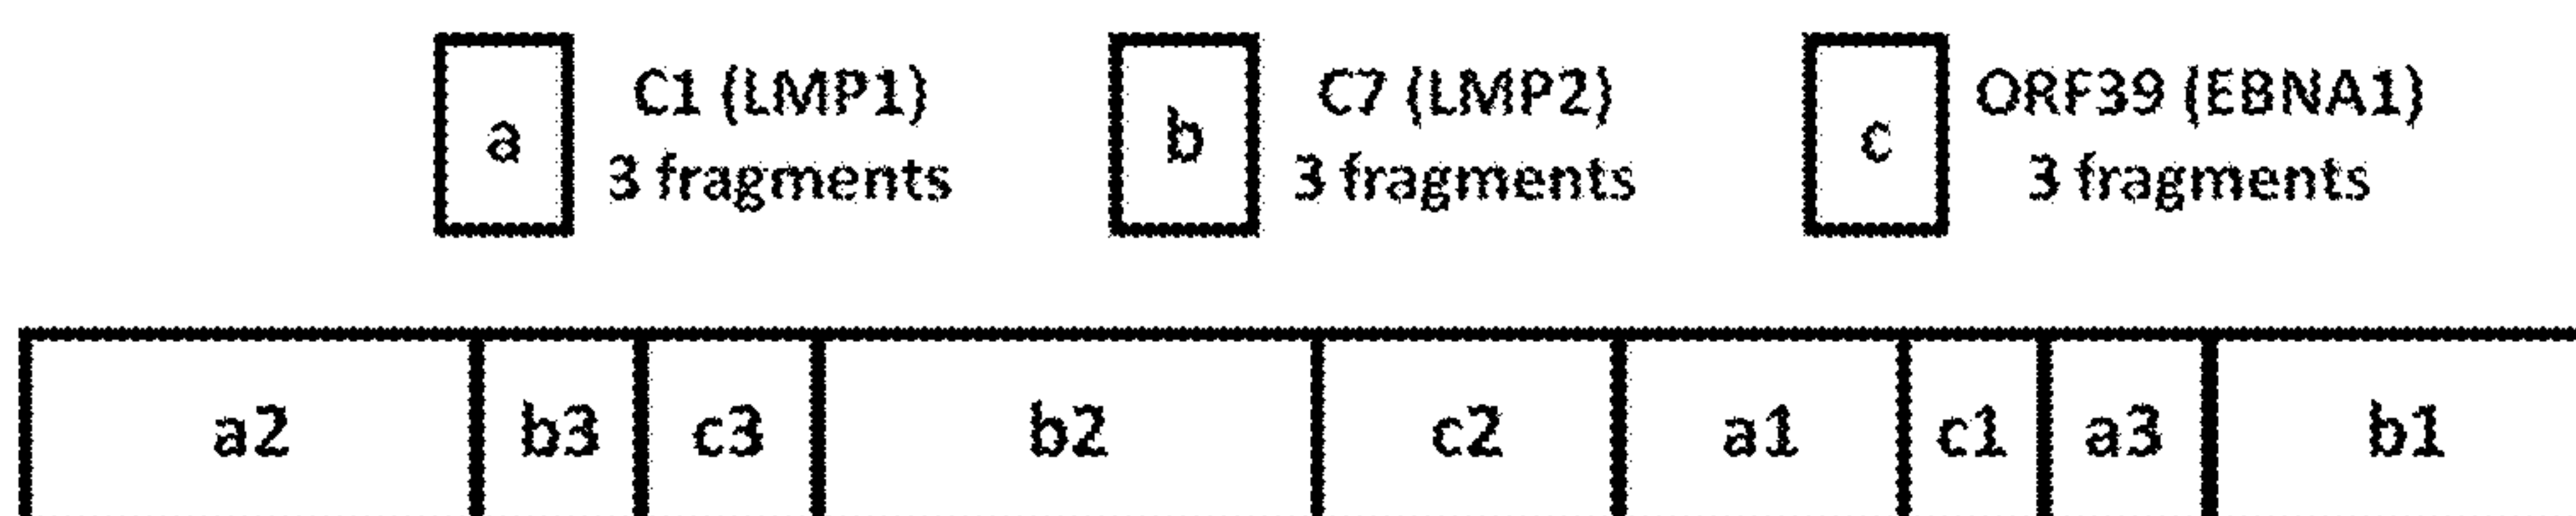 a
C1 (LMP1)
3 fragments
b
C7 (LMP2)
3 fragments
c
ORF39 (EBNA1)
3 fragments
a2 b3 c3 b2 c2 a1 c1 a3 b1